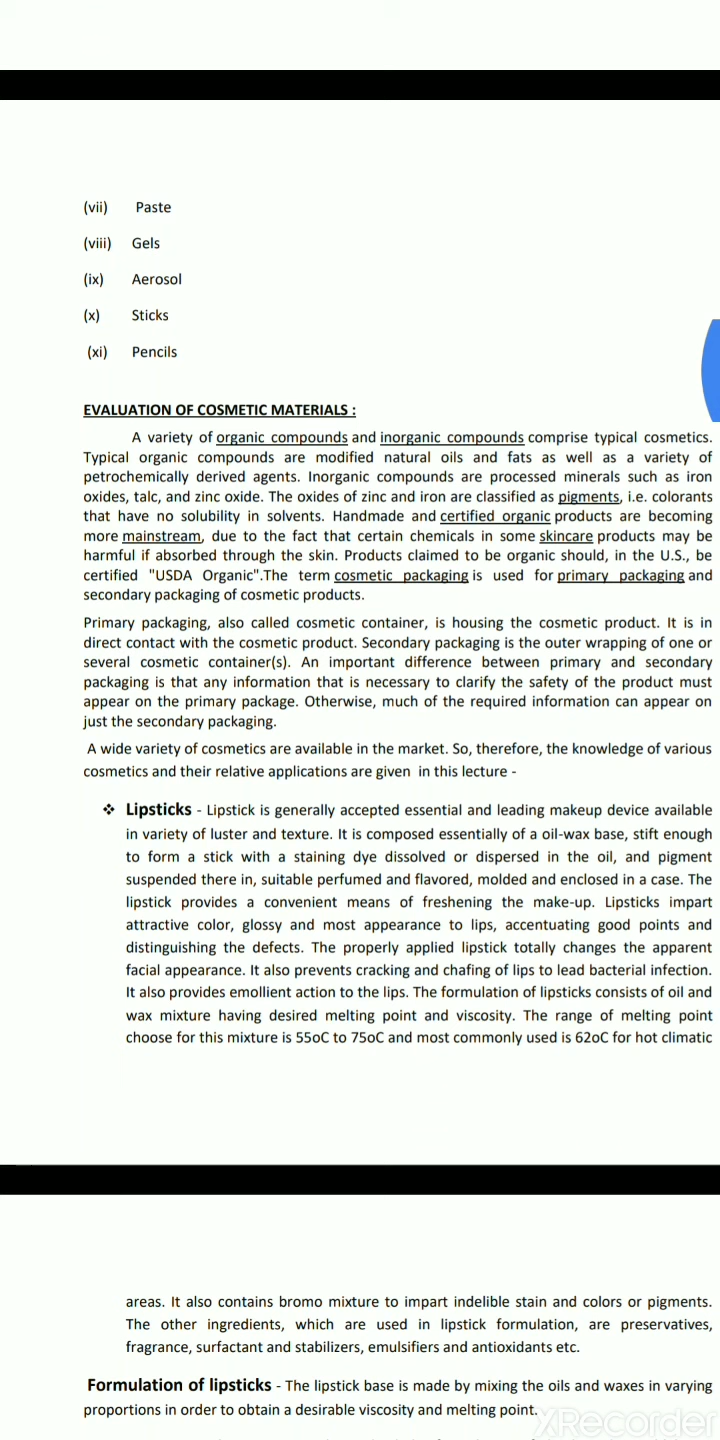 (vii) Paste
(viii) Gels
(ix) Aerosol
(x) Sticks
(xi) Pencils
EVALUATION OF COSMETIC MATERIALS :
A variety of organic compounds and inorganic compounds comprise typical cosmetics.
Typical organic compounds are modified natural oils and fats as well as a variety of
petrochemically derived agents. Inorganic compounds are processed minerals such as iron
oxides, talc, and zinc oxide. The oxides of zinc and iron are classified as pigments, i.e. colorants
that have no solubility in solvents. Handmade and certified organic products are becoming
more mainstream, due to the fact that certain chemicals in some skincare products may be
harmful if absorbed through the skin. Products claimed to be organic should, in the U.S., be
certified "USDA Organic".The term cosmetic packaging is used for primary packaging and
secondary packaging of cosmetic products.
Primary packaging, also called cosmetic container, is housing the cosmetic product. It is in
direct contact with the cosmetic product. Secondary packaging is the outer wrapping of one or
several cosmetic container(s). An important difference between primary and secondary
packaging is that any information that is necessary to clarify the safety of the product must
appear on the primary package. Otherwise, much of the required information can appear on
just the secondary packaging.
A wide variety of cosmetics are available in the market. So, therefore, the knowledge of various
cosmetics and their relative applications are given in this lecture -
❖ Lipsticks - Lipstick is generally accepted essential and leading makeup device available
in variety of luster and texture. It is composed essentially of a oil-wax base, stift enough
to form a stick with a staining dye dissolved or dispersed in the oil, and pigment
suspended there in, suitable perfumed and flavored, molded and enclosed in a case. The
lipstick provides a convenient means of freshening the make-up. Lipsticks impart
attractive color, glossy and most appearance to lips, accentuating good points and
distinguishing the defects. The properly applied lipstick totally changes the apparent
facial appearance. It also prevents cracking and chafing of lips to lead bacterial infection.
It also provides emollient action to the lips. The formulation of lipsticks consists of oil and
wax mixture having desired melting point and viscosity. The range of melting point
choose for this mixture is 55oC to 75oC and most commonly used is 62oC for hot climatic
areas. It also contains bromo mixture to impart indelible stain and colors or pigments.
The other ingredients, which are used in lipstick formulation, are preservatives,
fragrance, surfactant and stabilizers, emulsifiers and antioxidants etc.
Formulation of lipsticks - The lipstick base is made by mixing the oils and waxes in varying
proportions in order to obtain a desirable viscosity and melting point.
XRecorder